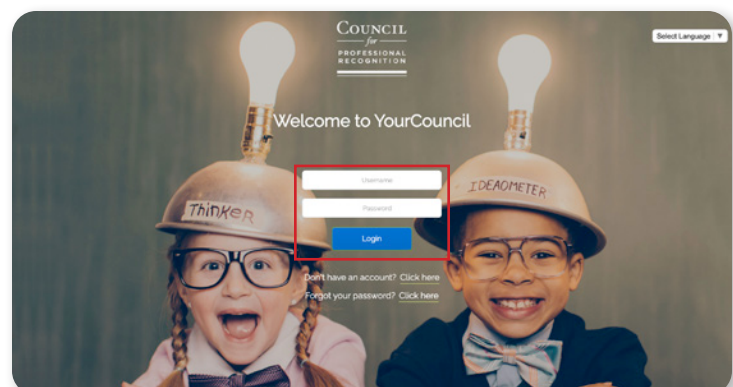 COUNCIL
for
PROFESSIONAL
RECOGNITION
Select Language ▼
Welcome to YourCouncil
Username
IDEAOMETER
THINKER
Password
Login
Don't have an account? Click here
Forgot your password? Click here